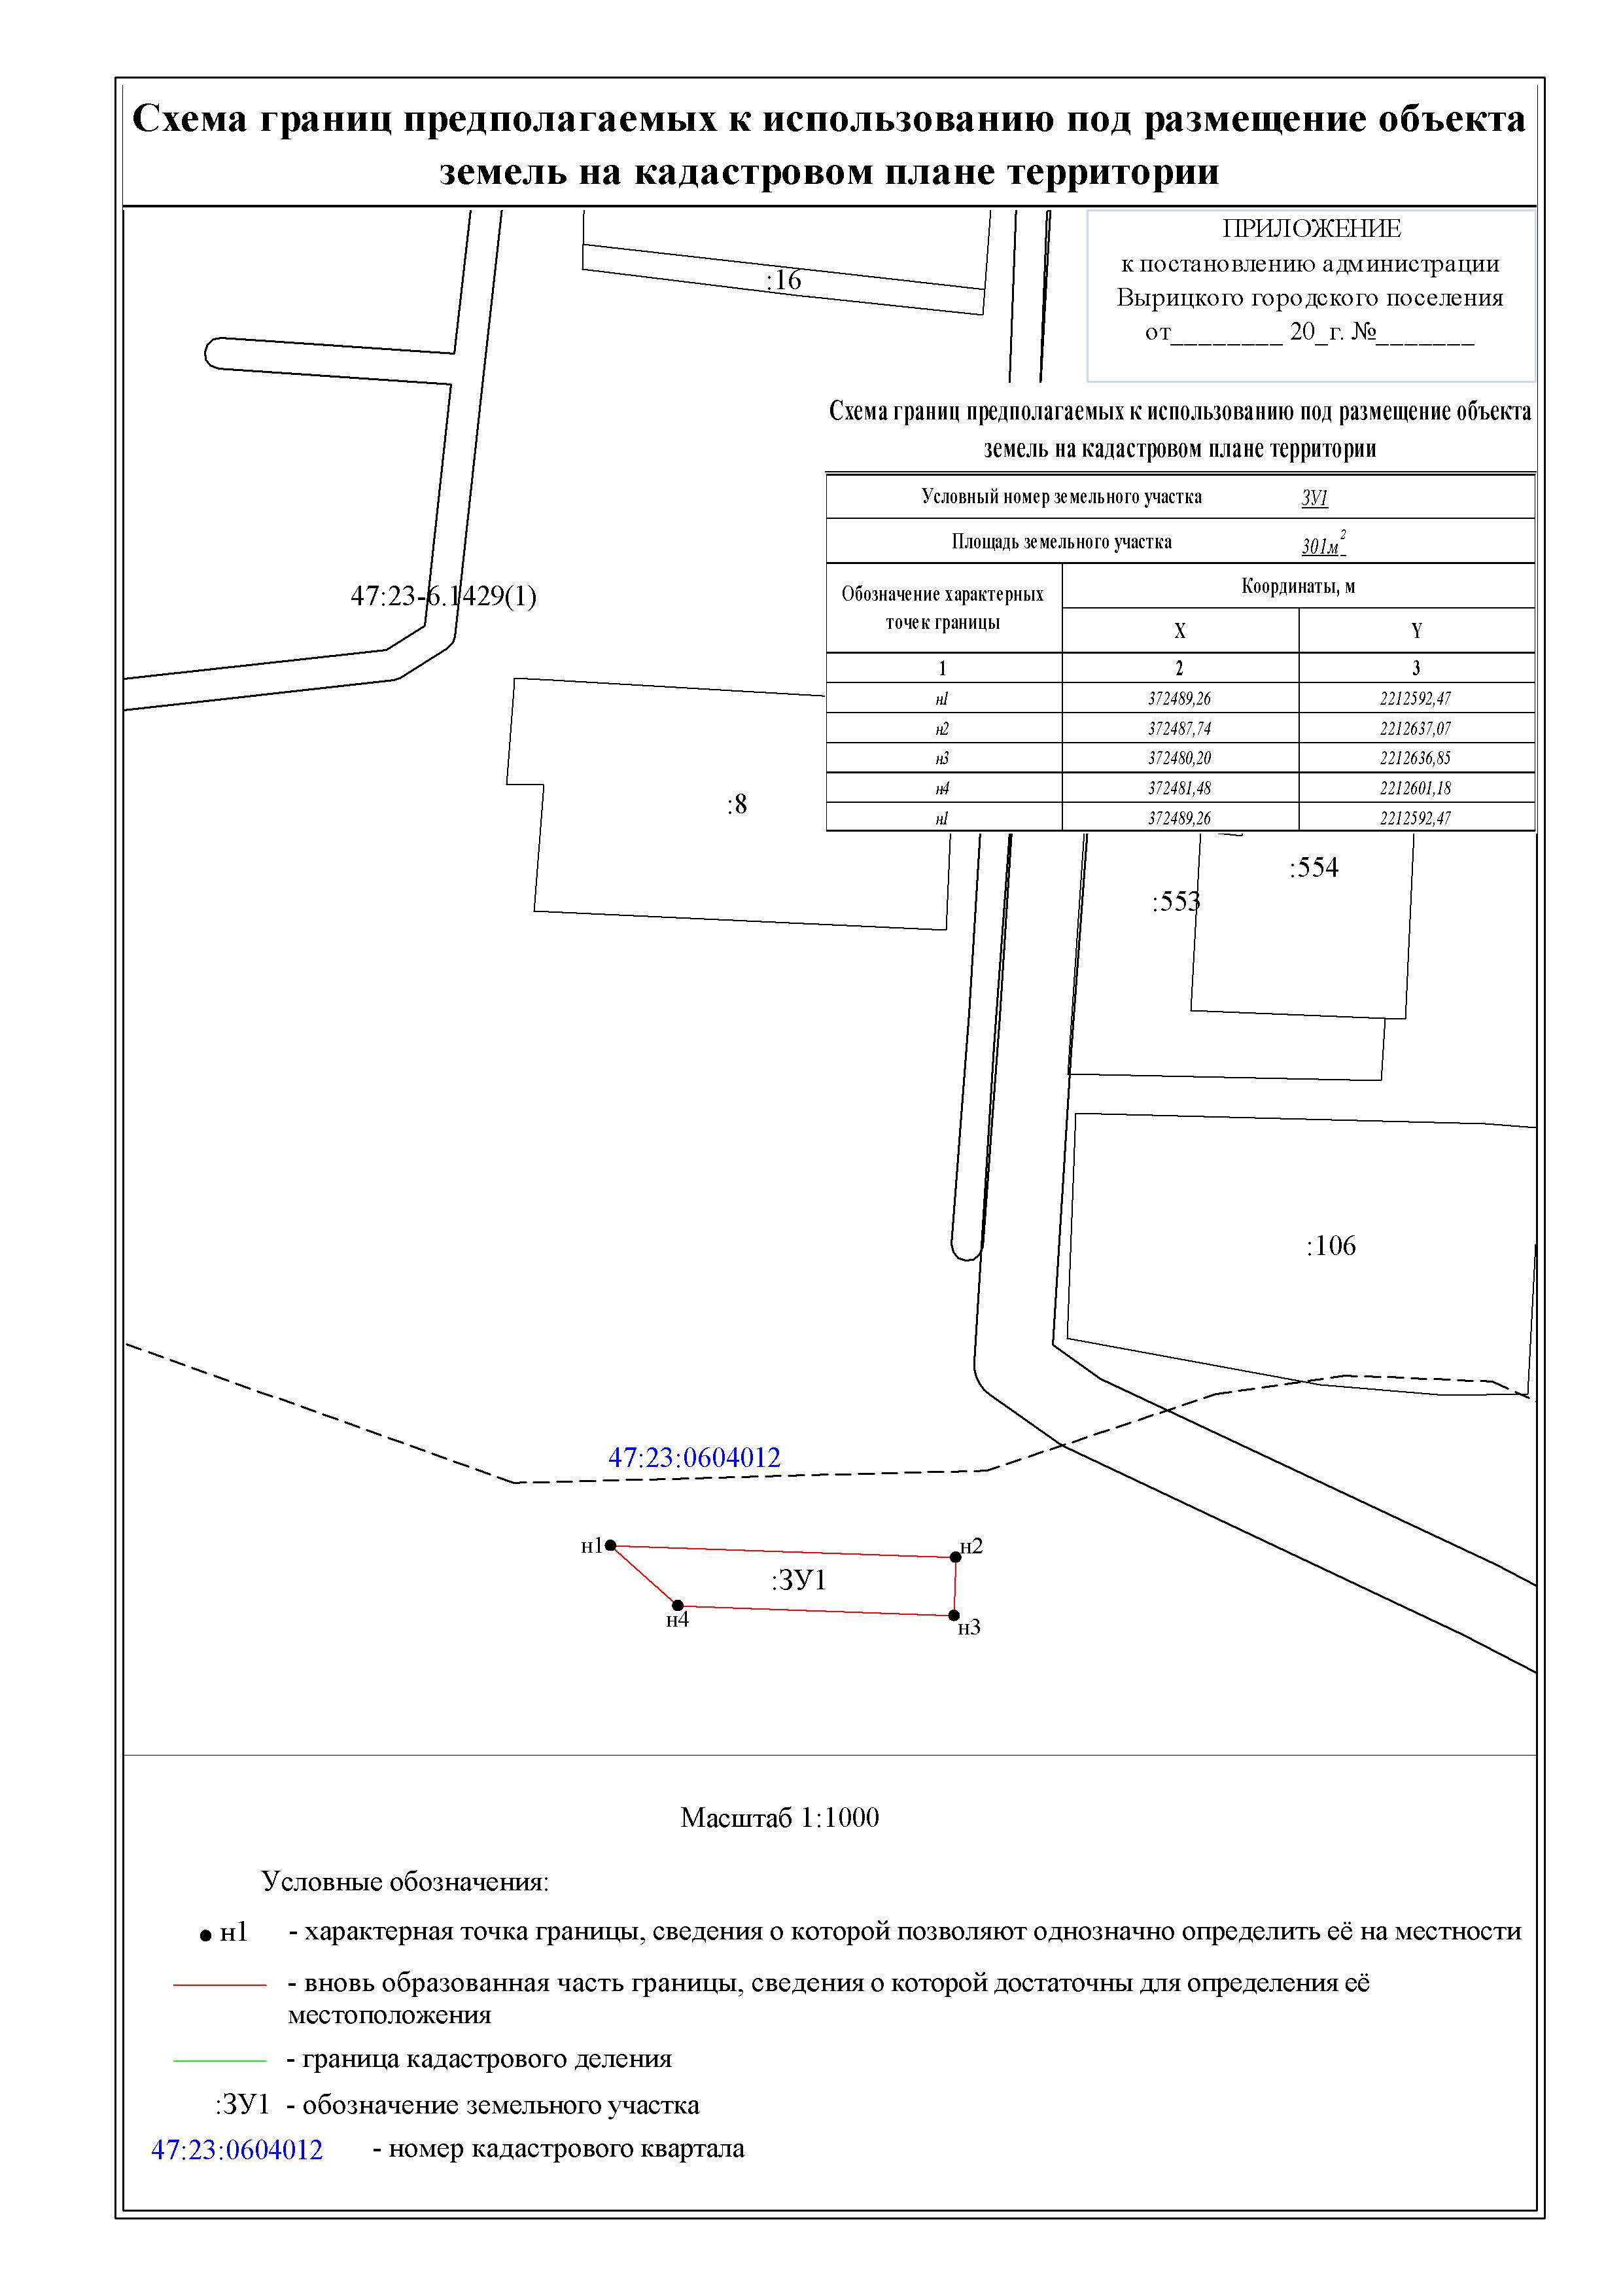 Схема границ предполагаемых к использованию под размещение объекта
земель на кадастровом плане территории
ПРИЛОЖЕНИЕ
к постановлению администрации
Вырицкого городского поселения
от________ 20_г. №_______
:16
Схема границ предполагаемых к использованию под размещение объекта
земель на кадастровом плане территории
Условный номер земельного участка ЗУ1
Площадь земельного участка 301м2
Обозначение характерных
точек границы
Координаты, м
X Y
1 2 3
н1 372489,26 2212592,47
н2 372487,74 2212637,07
н3 372480,20 2212636,85
н4 372481,48 2212601,18
н1 372489,26 2212592,47
47:23-6.1429(1)
:8
:554
:553
:106
47:23:0604012
н1
н2
:ЗУ1
н4
н3
Масштаб 1:1000
Условные обозначения:
н1 - характерная точка границы, сведения о которой позволяют однозначно определить её на местности
- вновь образованная часть границы, сведения о которой достаточны для определения её
местоположения
- граница кадастрового деления
:ЗУ1 - обозначение земельного участка
47:23:0604012 - номер кадастрового квартала